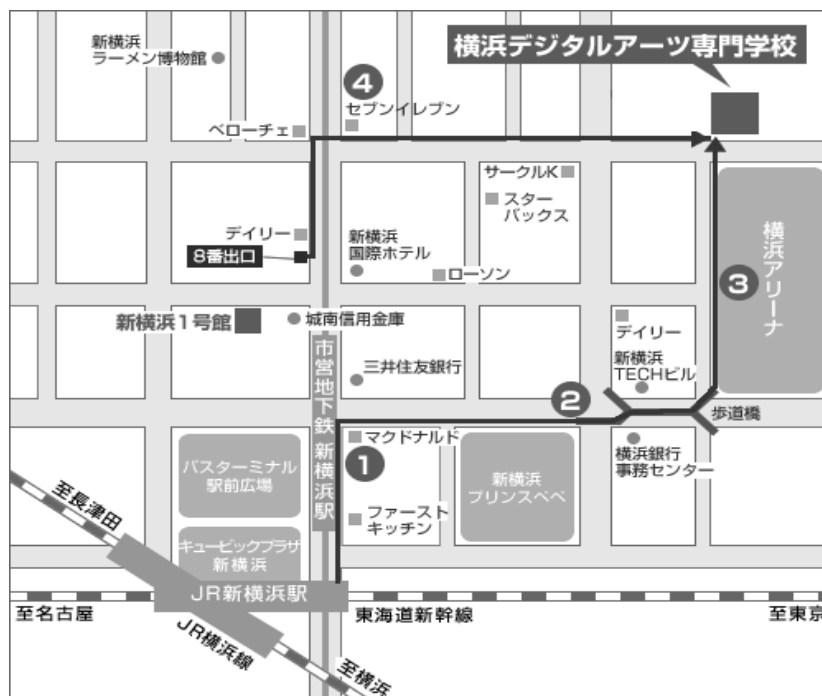 新横浜
ラーメン博物館
横浜デジタルアーツ専門学校
4
セブンイレブン
ベローチェ
サークルK
スター
バックス
デイリー
8番出口
新横浜
国際ホテル
ローソン
3
横浜アリーナ
新横浜1号館
城南信用金庫
デイリー
市営地下鉄 新横浜駅
三井住友銀行
新横浜
TECHビル
2
歩道橋
マクドナルド
1
横浜銀行
事務センター
バスターミナル
駅前広場
新横浜
プリンスペペ
至長津田
ファースト
キッチン
キュービックプラザ
新横浜
JR新横浜駅
至名古屋
東海道新幹線
至東京
JR横浜線
至横浜